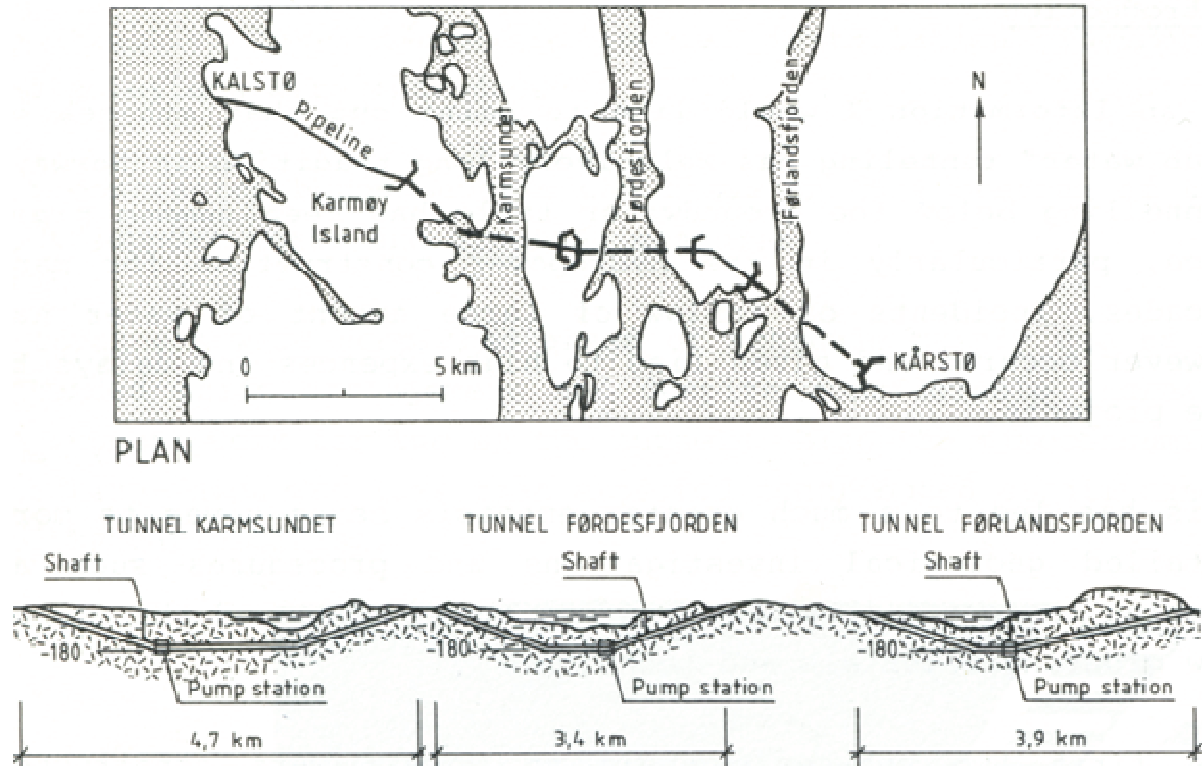 KALSTØ
Pipeline
Karmøy
Island
Karmsundet
Førdesfjorden
Førlandsfjorden
N
KÅRSTØ
0 5 km
PLAN
TUNNEL KARMSUNDET TUNNEL FØRDESFJORDEN TUNNEL FØRLANDSFJORDEN
Shaft Shaft Shaft
-180 -180 -180
Pump station Pump station Pump station
4,7 km 3,4 km 3,9 km